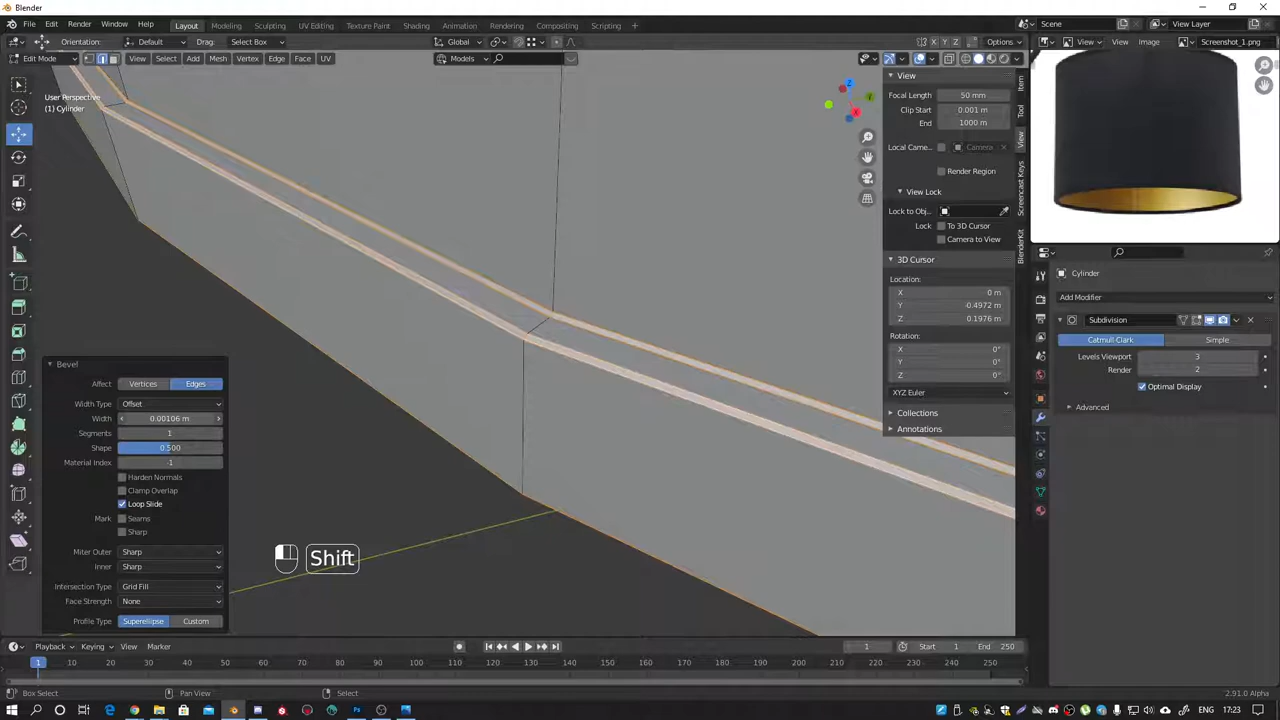 Blender
File Edit Render Window Help
Layout Modeling Sculpting UV Editing Texture Paint Shading Animation Rendering Compositing Scripting +
Scene
View Layer
Orientation: Default Drag: Select Box
Global
X Y Z Options
View Image Screenshot_1.png
Edit Mode View Select Add Mesh Vertex Edge Face UV
Models
User Perspective
(1) Cylinder
View
Focal Length 50 mm
Clip Start 0.001 m
End 1000 m
Local Came... Camera
Render Region
View Lock
Lock to Obj...
Lock To 3D Cursor
Camera to View
3D Cursor
Location:
X 0 m
Y 0.4972 m
Z 0.1976 m
Rotation:
X 0°
Y 0°
Z 0°
XYZ Euler
Collections
Annotations
Item
Tool
View
Screencast Keys
BlenderKit
Cylinder
Add Modifier
Subdivision
Catmull Clark Simple
Levels Viewport 3
Render 2
Optimal Display
Advanced
Bevel
Affect Vertices Edges
Width Type Offset
Width 0.00106 m
Segments 1
Shape 0.500
Material Index -1
Harden Normals
Clamp Overlap
Loop Slide
Mark Seams
Sharp
Miter Outer Sharp
Inner Sharp
Intersection Type Grid Fill
Face Strength None
Profile Type Superellipse Custom
Shift
Playback Keying View Marker
1 Start 1 End 250
1 10 20 30 40 50 60 70 80 90 100 110 120 130 140 150 160 170 180 190 200 210 220 230 240 250
Box Select Pan View Select 2.91.0 Alpha
ENG 17:23